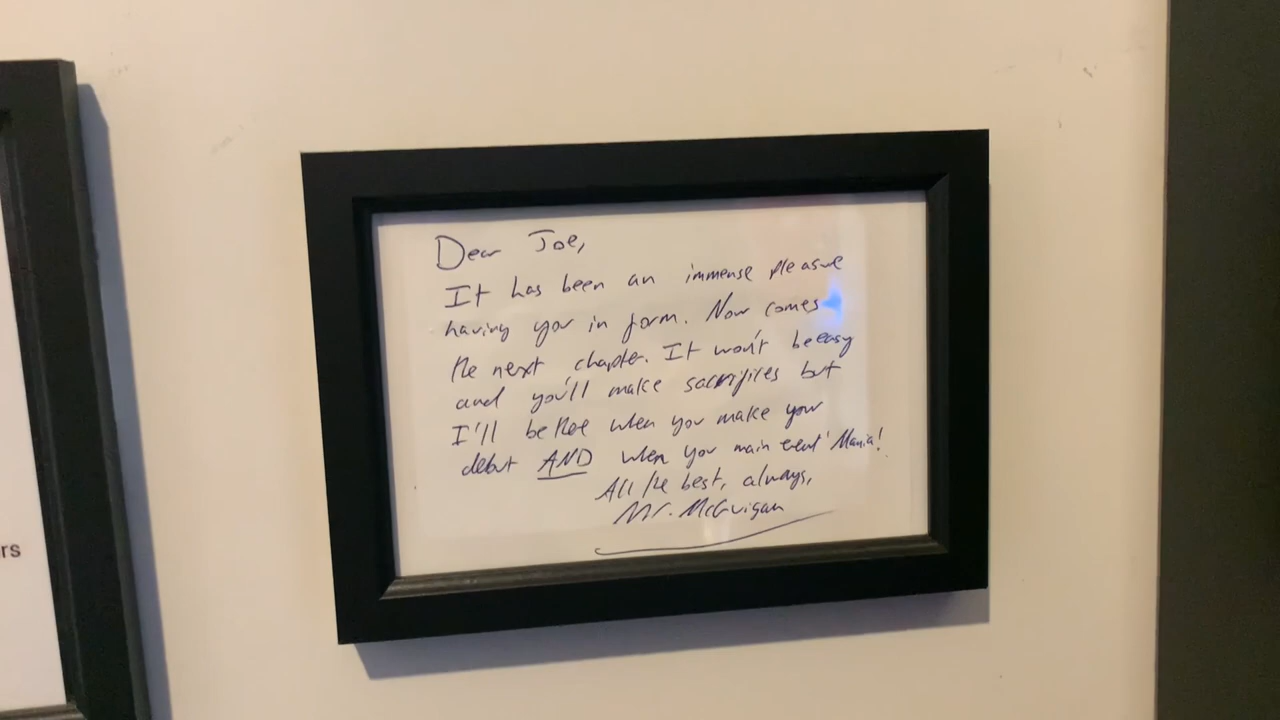 Dear Joe,
It has been an immense pleasure
having you in form. Now comes
the next chapter. It won't be easy
and you'll make sacrifices but
I'll be there when you make your
debut AND when you main event 'Mania!
All the best, always,
Mr. McGuigan
rs